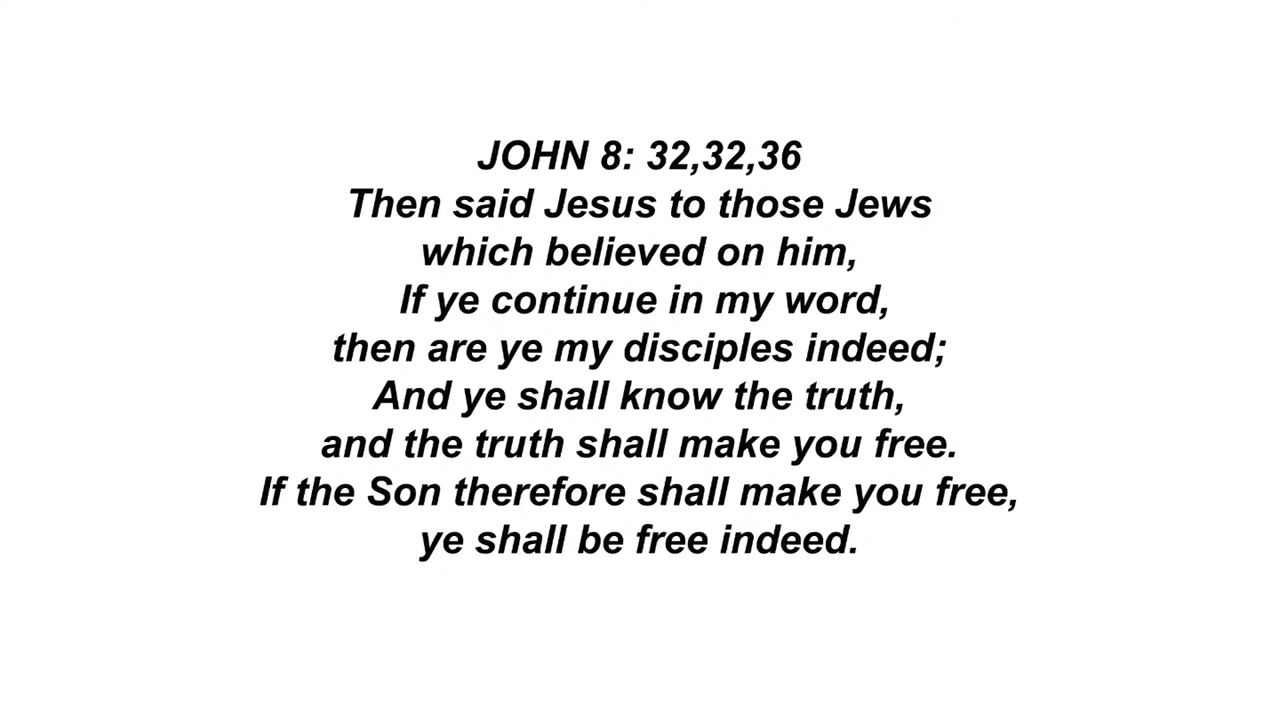 JOHN 8: 32,32,36
Then said Jesus to those Jews
which believed on him,
If ye continue in my word,
then are ye my disciples indeed;
And ye shall know the truth,
and the truth shall make you free.
If the Son therefore shall make you free,
ye shall be free indeed.